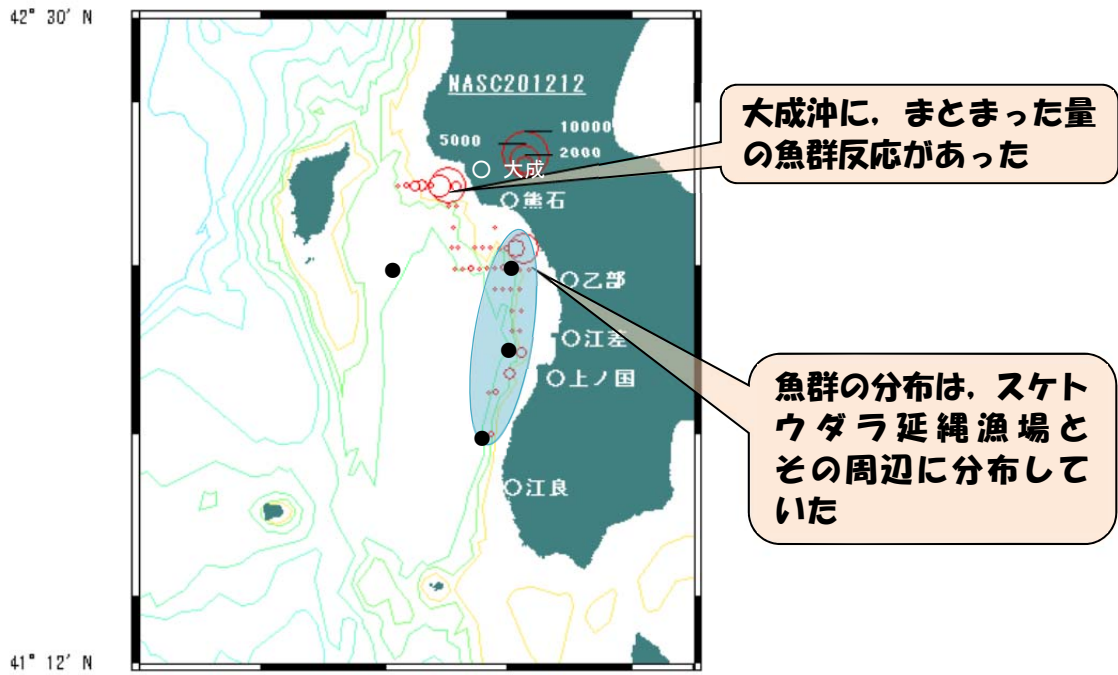 42° 30′ N
NASC201212
10000
5000
2000
大成
熊石
乙部
江差
上ノ国
江良
41° 12′ N
大成沖に，まとまった量
の魚群反応があった
魚群の分布は，スケト
ウダラ延縄漁場と
その周辺に分布して
いた